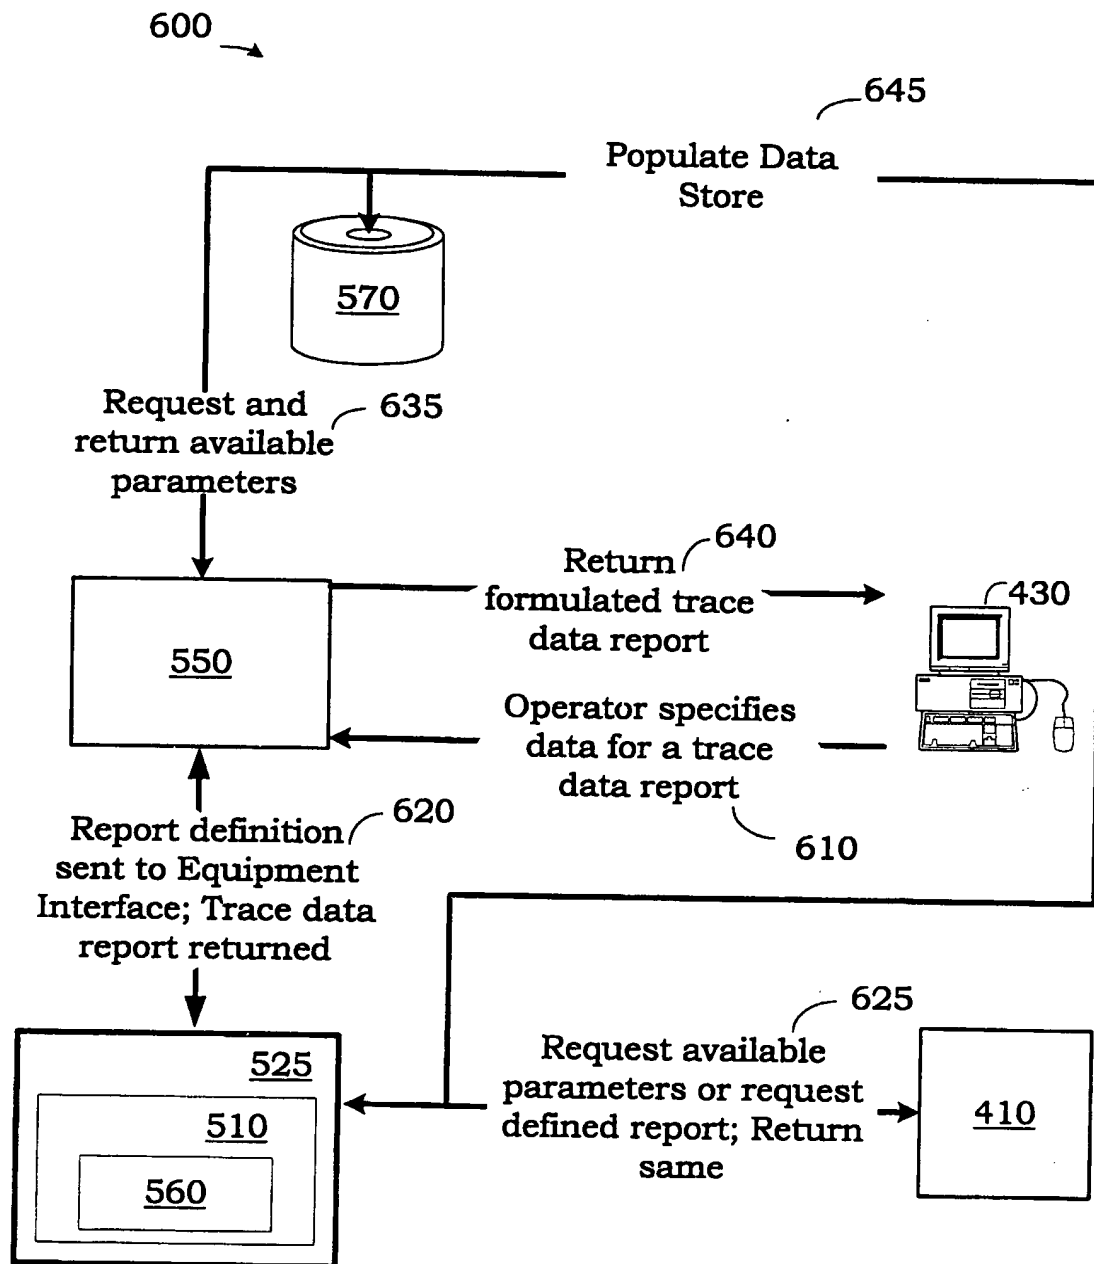 600
645
Populate Data
Store
570
Request and
return available
parameters
635
640
Return
formulated trace
data report
430
550
Operator specifies
data for a trace
data report
610
620
Report definition
sent to Equipment
Interface; Trace data
report returned
625
Request available
parameters or request
defined report; Return
same
525
510
560
410